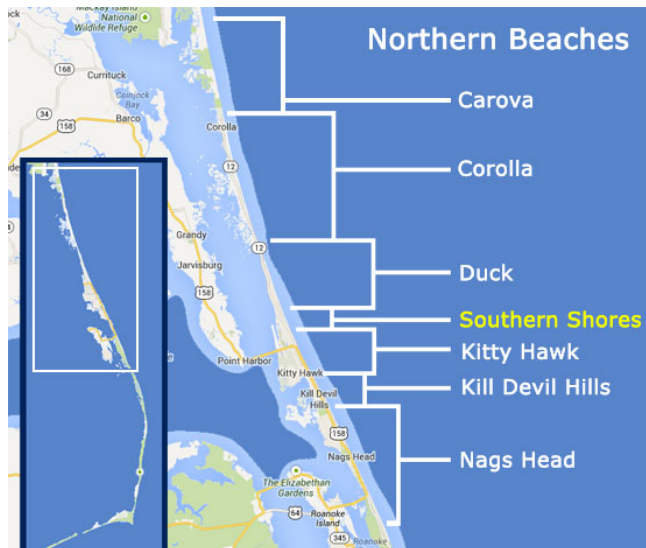 Mackay Island
National
Wildlife Refuge
Northern Beaches
168
Currituck
Coinjock
Bay
34
158
Barco
Carova
Corolla
12
Corolla
Grandy
12
Jarvisburg
158
Duck
Southern Shores
Point Harbor
Kitty Hawk
Kitty Hawk
Kill Devil
Hills
Kill Devil Hills
158
Nags Head
Nags Head
The Elizabethan
Gardens
64
Roanoke
Island
345
Roanoke